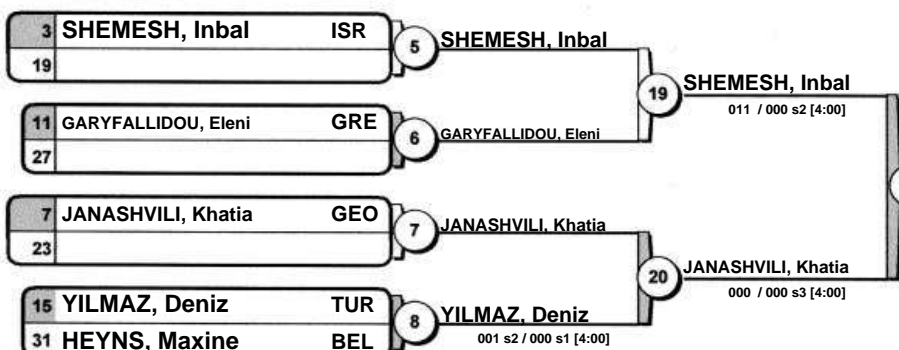 3 SHEMESH, Inbal ISR
19
5 SHEMESH, Inbal
19 SHEMESH, Inbal
011 / 000 s2 [4:00]
11 GARYFALLIDOU, Eleni GRE
27
6 GARYFALLIDOU, Eleni
7 JANASHVILI, Khatia GEO
23
7 JANASHVILI, Khatia
20 JANASHVILI, Khatia
000 / 000 s3 [4:00]
15 YILMAZ, Deniz TUR
31 HEYNS, Maxine BEL
8 YILMAZ, Deniz
001 s2 / 000 s1 [4:00]